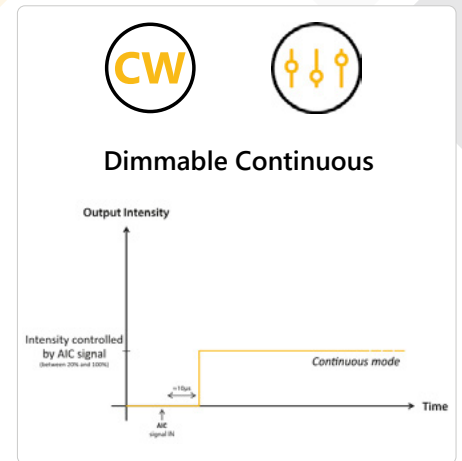 CW
Dimmable Continuous
Output Intensity
Intensity controlled
by AIC signal
(between 20% and 100%)
Continuous mode
≈10µs
Time
AIC
signal IN